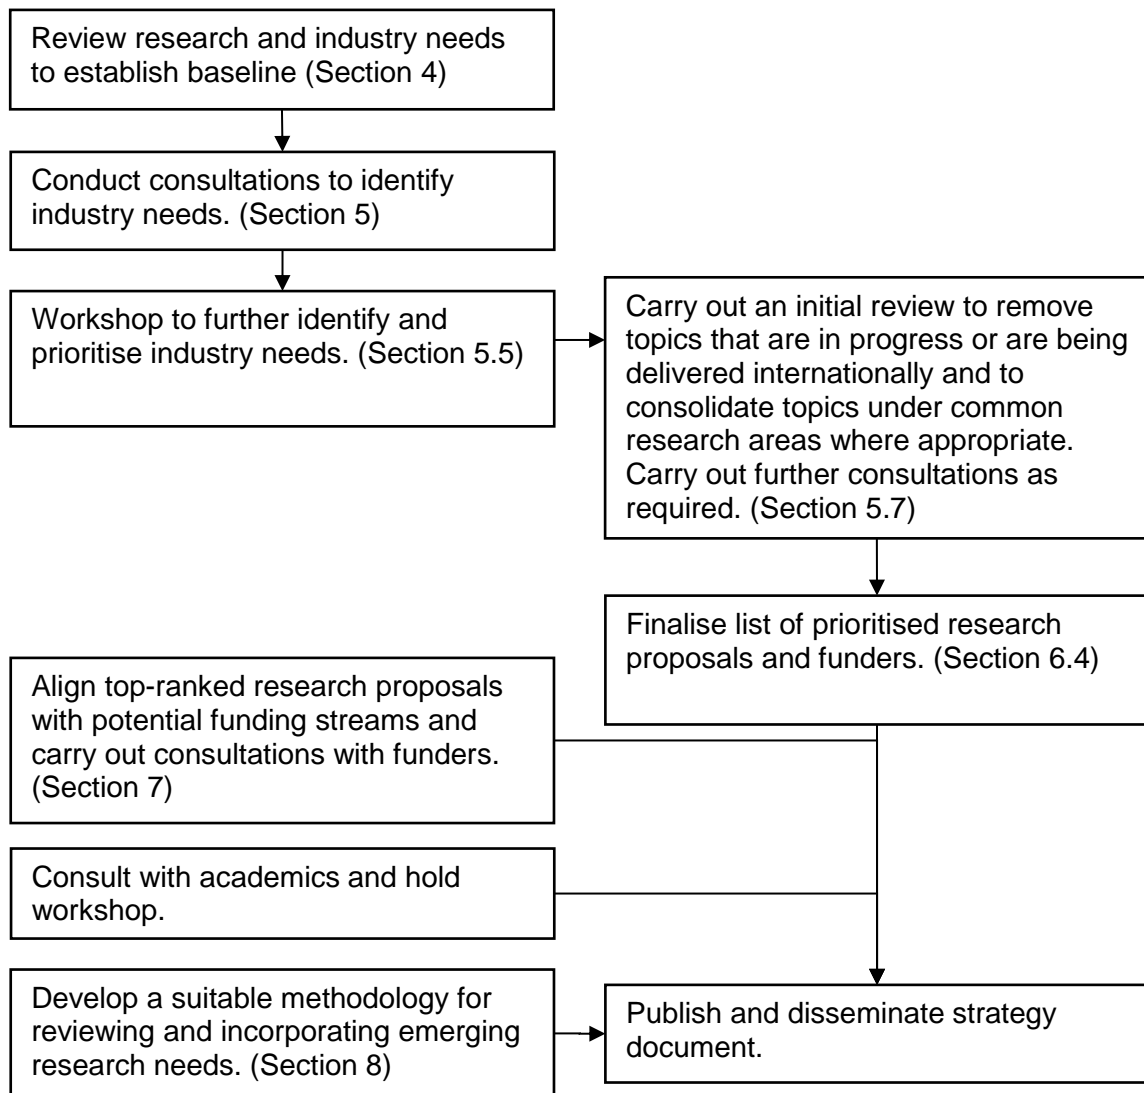 Review research and industry needs
to establish baseline (Section 4)
Conduct consultations to identify
industry needs. (Section 5)
Workshop to further identify and
prioritise industry needs. (Section 5.5)
Carry out an initial review to remove
topics that are in progress or are being
delivered internationally and to
consolidate topics under common
research areas where appropriate.
Carry out further consultations as
required. (Section 5.7)
Finalise list of prioritised research
proposals and funders. (Section 6.4)
Align top-ranked research proposals
with potential funding streams and
carry out consultations with funders.
(Section 7)
Consult with academics and hold
workshop.
Develop a suitable methodology for
reviewing and incorporating emerging
research needs. (Section 8)
Publish and disseminate strategy
document.